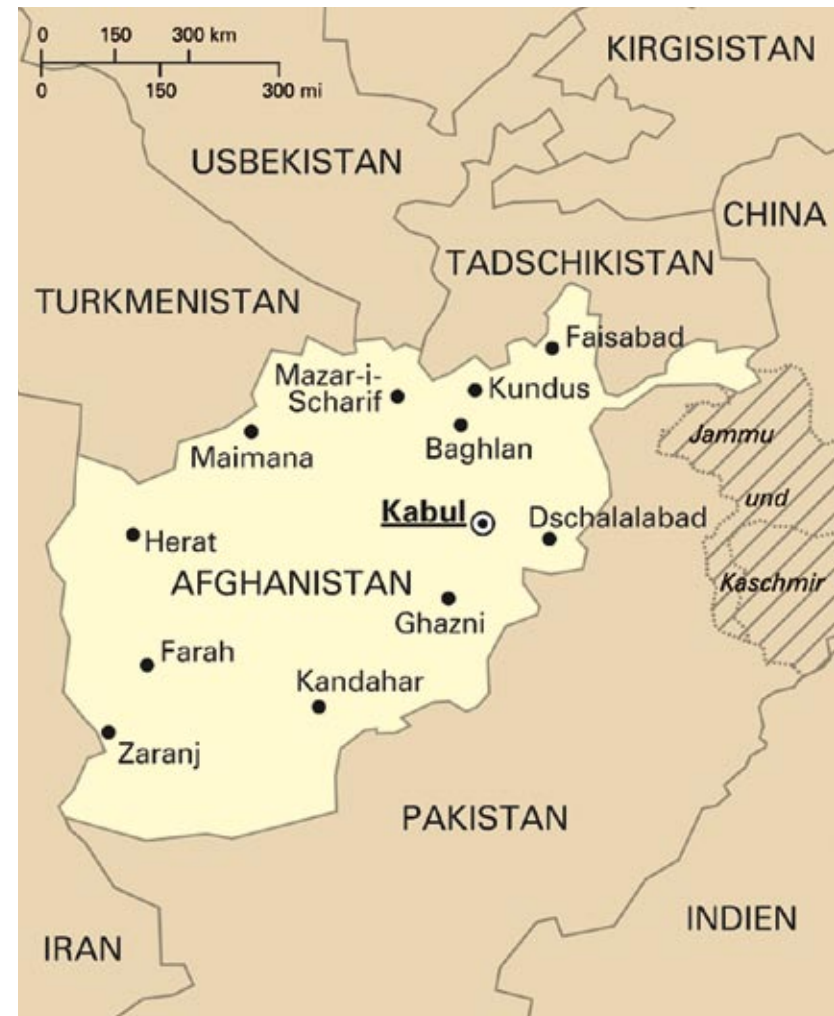 0 150 300 km
0 150 300 mi
KIRGISISTAN
USBEKISTAN
CHINA
TADSCHIKISTAN
TURKMENISTAN
Faisabad
Mazar-i-
Scharif
Kundus
Maimana
Baghlan
Jammu
und
Kaschmir
Kabul
Dschalalabad
Herat
AFGHANISTAN
Ghazni
Farah
Kandahar
Zaranj
PAKISTAN
INDIEN
IRAN